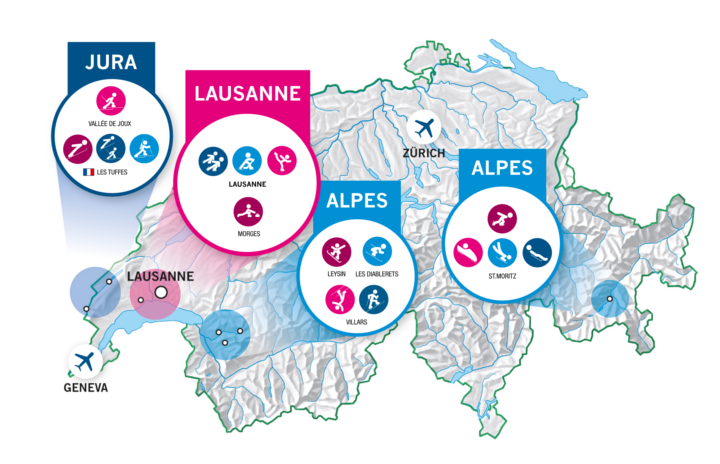 JURA
VALLÉE DE JOUX
LES TUFFES
LAUSANNE
LAUSANNE
MORGES
ZÜRICH
ALPES
LEYSIN
LES DIABLERETS
VILLARS
ALPES
ST.MORITZ
LAUSANNE
GENEVA